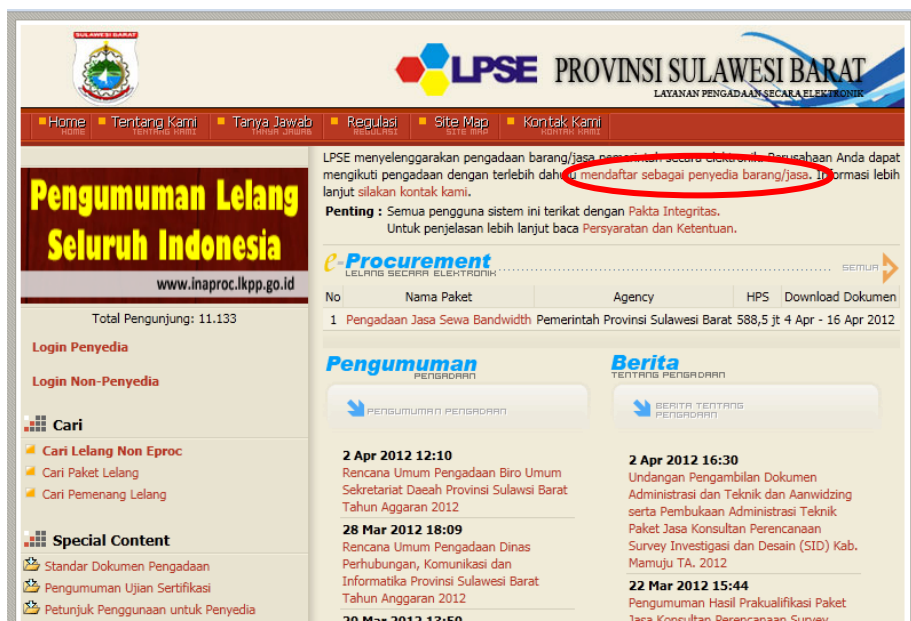 SULAWESI BARAT
LPSE PROVINSI SULAWESI BARAT
LAYANAN PENGADAAN SECARA ELEKTRONIK
Home Tentang Kami Tanya Jawab Regulasi Site Map Kontak Kami
HOME TENTANG KAMI TANYA JAWAB REGULASI SITE MAP KONTAK KAMI
LPSE menyelenggarakan pengadaan barang/jasa pemerintah secara elektronik. Perusahaan Anda dapat
mengikuti pengadaan dengan terlebih dahulu mendaftar sebagai penyedia barang/jasa. Informasi lebih
lanjut silakan kontak kami.
Penting : Semua pengguna sistem ini terikat dengan Pakta Integritas.
Untuk penjelasan lebih lanjut baca Persyaratan dan Ketentuan.
Pengumuman Lelang
Seluruh Indonesia
www.inaproc.lkpp.go.id
Total Pengunjung: 11.133
Login Penyedia
Login Non-Penyedia
Cari
Cari Lelang Non Eproc
Cari Paket Lelang
Cari Pemenang Lelang
Special Content
Standar Dokumen Pengadaan
Pengumuman Ujian Sertifikasi
Petunjuk Penggunaan untuk Penyedia
e-Procurement
LELANG SECARA ELEKTRONIK
SEMUA
No Nama Paket Agency HPS Download Dokumen
1 Pengadaan Jasa Sewa Bandwidth Pemerintah Provinsi Sulawesi Barat 588,5 jt 4 Apr - 16 Apr 2012
Pengumuman
PENGADAAN
PENGUMUMAN PENGADAAN
2 Apr 2012 12:10
Rencana Umum Pengadaan Biro Umum
Sekretariat Daeah Provinsi Sulawsi Barat
Tahun Aggaran 2012
28 Mar 2012 18:09
Rencana Umum Pengadaan Dinas
Perhubungan, Komunikasi dan
Informatika Provinsi Sulawesi Barat
Tahun Anggaran 2012
20 Mar 2012 13:50
Berita
TENTANG PENGADAAN
BERITA TENTANG
PENGADAAN
2 Apr 2012 16:30
Undangan Pengambilan Dokumen
Administrasi dan Teknik dan Aanwidzing
serta Pembukaan Administrasi Teknik
Paket Jasa Konsultan Perencanaan
Survey Investigasi dan Desain (SID) Kab.
Mamuju TA. 2012
22 Mar 2012 15:44
Pengumuman Hasil Prakualifikasi Paket
Jasa Konsultan Perencanaan Survey